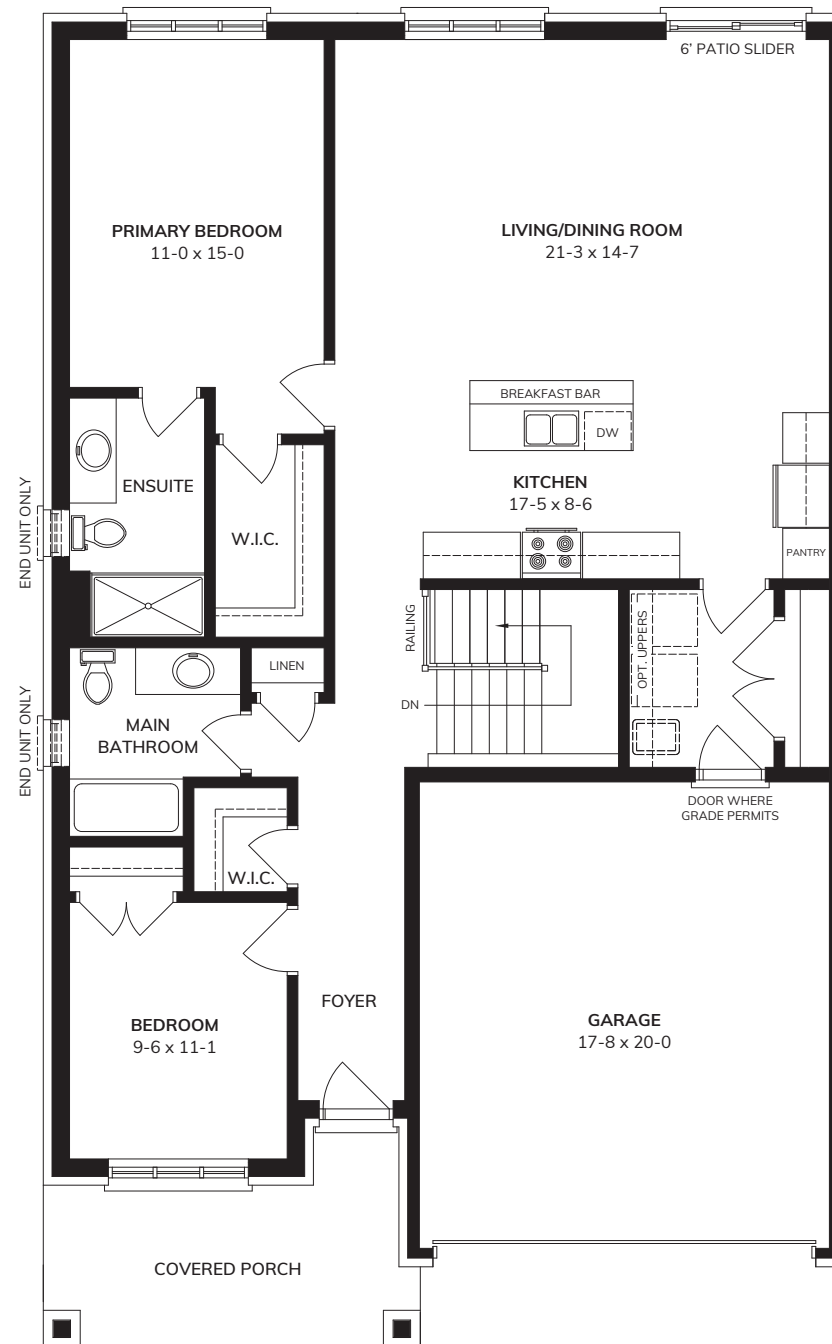 6' PATIO SLIDER
PRIMARY BEDROOM
11-0 x 15-0
LIVING/DINING ROOM
21-3 x 14-7
BREAKFAST BAR
DW
KITCHEN
17-5 x 8-6
PANTRY
ENSUITE
END UNIT ONLY
W.I.C.
RAILING
OPT. UPPERS
LINEN
DN
END UNIT ONLY
MAIN
BATHROOM
DOOR WHERE
GRADE PERMITS
W.I.C.
FOYER
BEDROOM
9-6 x 11-1
GARAGE
17-8 x 20-0
COVERED PORCH